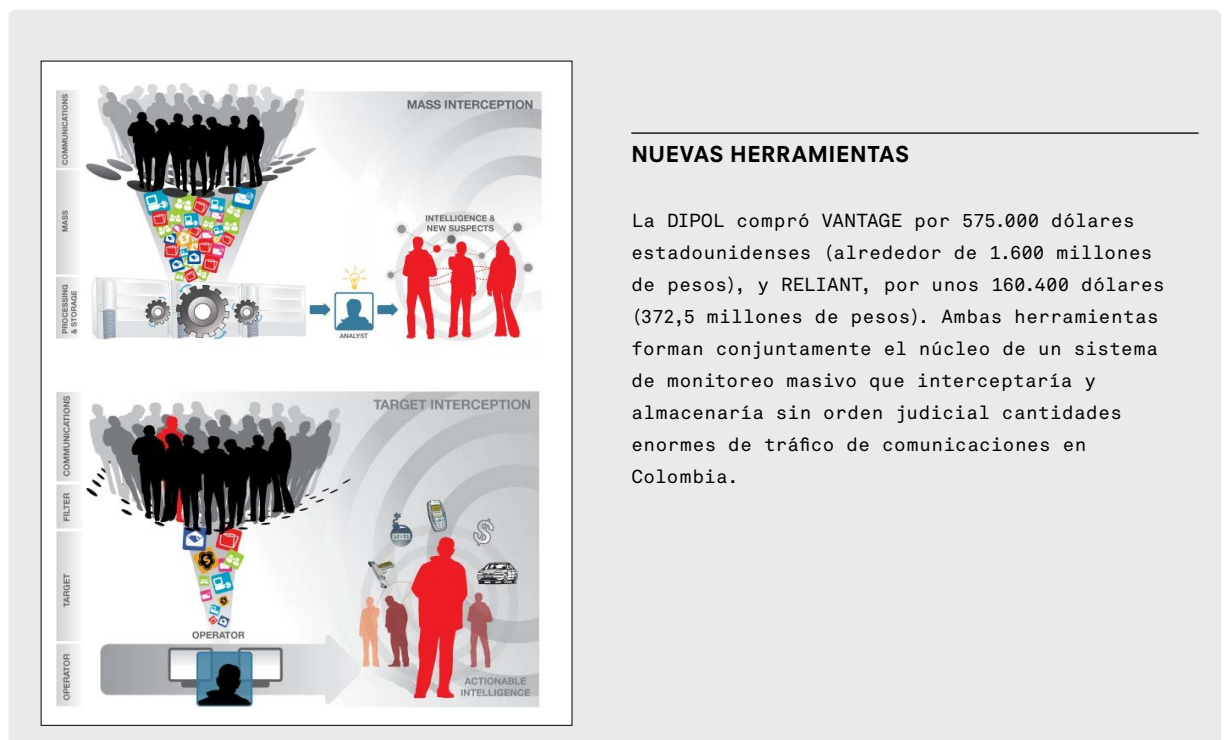 MASS INTERCEPTION
COMMUNICATIONS
MASS
PROCESSING
& STORAGE
INTELLIGENCE &
NEW SUSPECTS
ANALYST
TARGET INTERCEPTION
COMMUNICATIONS
FILTER
TARGET
OPERATOR
OPERATOR
ACTIONABLE
INTELLIGENCE
NUEVAS HERRAMIENTAS
La DIPOL compró VANTAGE por 575.000 dólares
estadounidenses (alrededor de 1.600 millones
de pesos), y RELIANT, por unos 160.400 dólares
(372,5 millones de pesos). Ambas herramientas
forman conjuntamente el núcleo de un sistema
de monitoreo masivo que interceptaría y
almacenaría sin orden judicial cantidades
enormes de tráfico de comunicaciones en
Colombia.